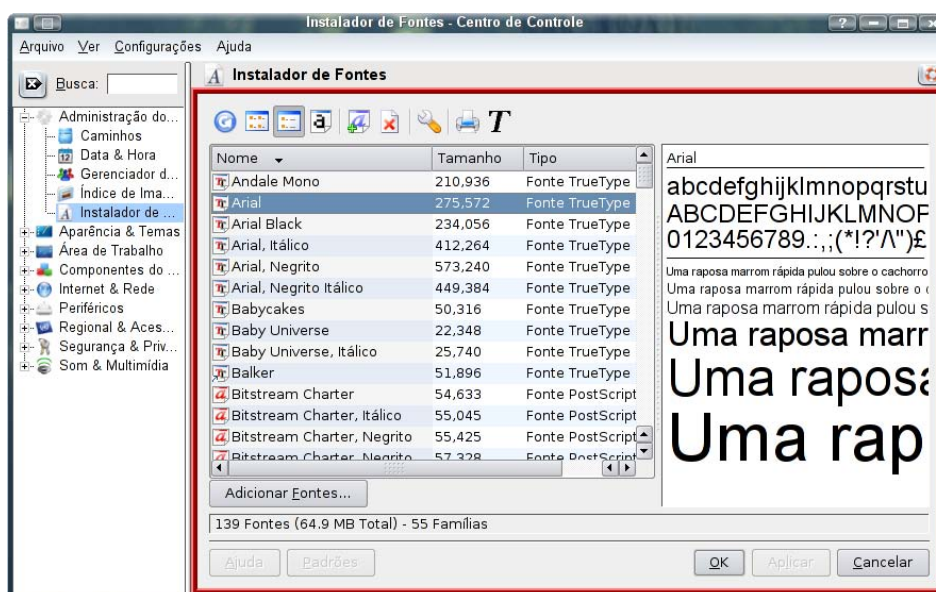 Instalador de Fontes - Centro de Controle
Arquivo Ver Configurações Ajuda
Busca:
Administração do...
Caminhos
Data & Hora
Gerenciador d...
Índice de Ima...
Instalador de ...
Aparência & Temas
Área de Trabalho
Componentes do ...
Internet & Rede
Periféricos
Regional & Aces...
Segurança & Priv...
Som & Multimídia
Instalador de Fontes
Nome Tamanho Tipo
Andale Mono 210,936 Fonte TrueType
Arial 275,572 Fonte TrueType
Arial Black 234,056 Fonte TrueType
Arial, Itálico 412,264 Fonte TrueType
Arial, Negrito 573,240 Fonte TrueType
Arial, Negrito Itálico 449,384 Fonte TrueType
Babycakes 50,316 Fonte TrueType
Baby Universe 22,348 Fonte TrueType
Baby Universe, Itálico 25,740 Fonte TrueType
Balker 51,896 Fonte TrueType
Bitstream Charter 54,633 Fonte PostScript
Bitstream Charter, Itálico 55,045 Fonte PostScript
Bitstream Charter, Negrito 55,425 Fonte PostScript
Bitstream Charter, Negrito 57,328 Fonte PostScript
Adicionar Fontes...
139 Fontes (64.9 MB Total) - 55 Famílias
Arial
abcdefghijklmnopqrstu
ABCDEFGHIJKLMNOP
0123456789.:,;(*!?'/\")£
Uma raposa marrom rápida pulou sobre o cachorro
Uma raposa marrom rápida pulou sobre o
Uma raposa marrom rápida pulou s
Uma raposa marr
Uma raposa
Uma rap
Ajuda Padrões OK Aplicar Cancelar